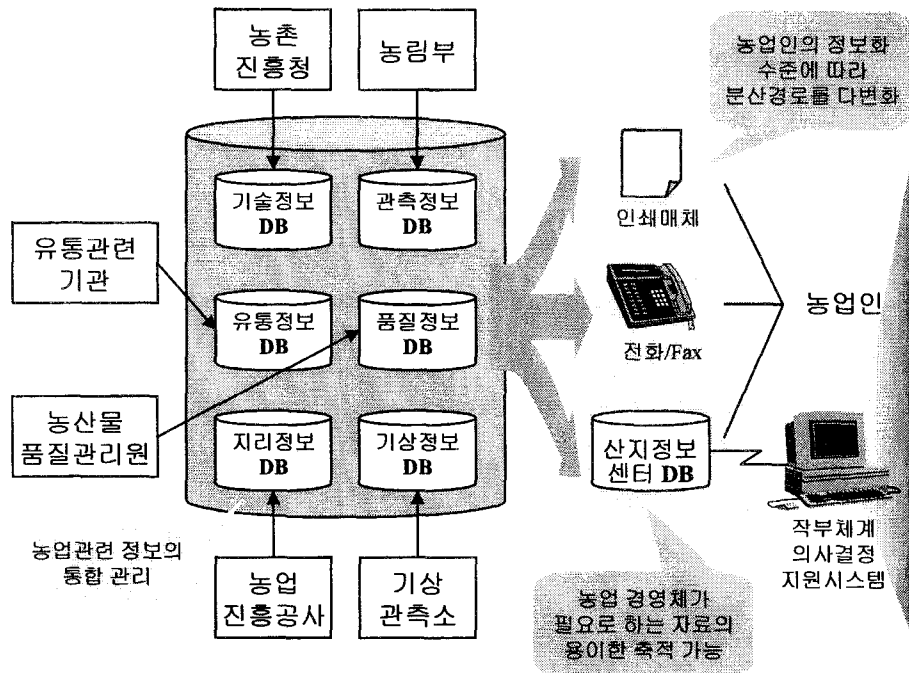 농촌
진흥청
농림부
농업인의 정보화
수준에 따라
분산경로를 다변화
기술정보
DB
관측정보
DB
인쇄매체
유통관련
기관
유통정보
DB
품질정보
DB
전화/Fax
농업인
농산물
품질관리원
지리정보
DB
기상정보
DB
산지정보
센터 DB
농업관련 정보의
통합 관리
농업
진흥공사
기상
관측소
작부체계
의사결정
지원시스템
농업 경영체가
필요로 하는 자료의
용이한 축적 가능